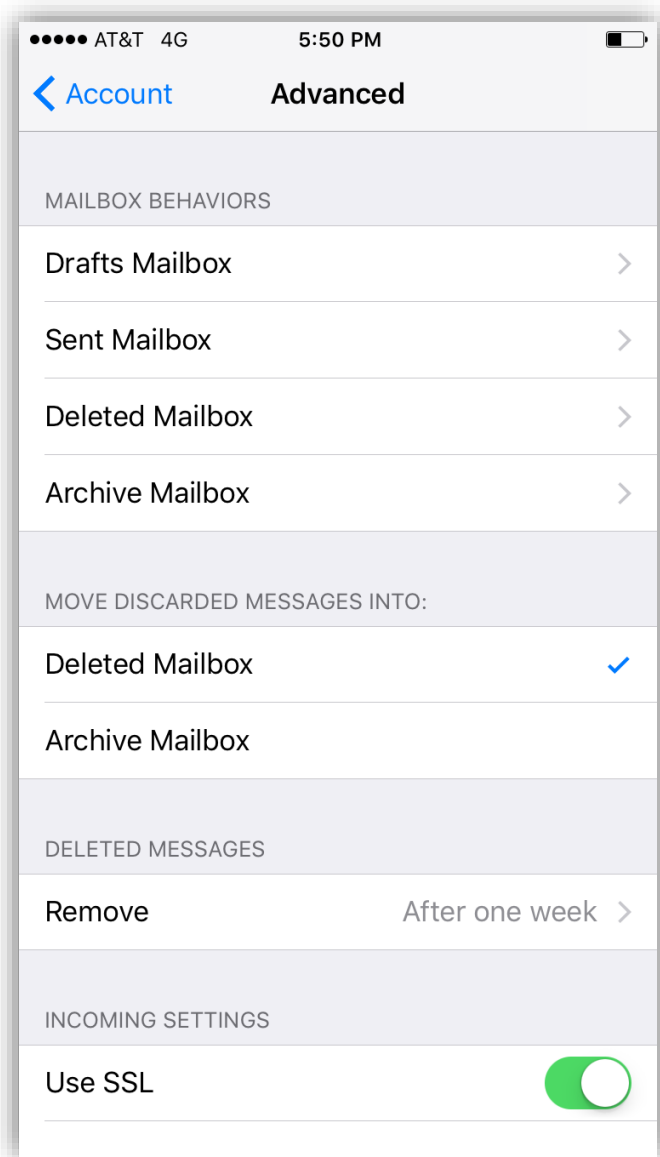 AT&T 4G 5:50 PM
Account Advanced
MAILBOX BEHAVIORS
Drafts Mailbox
Sent Mailbox
Deleted Mailbox
Archive Mailbox
MOVE DISCARDED MESSAGES INTO:
Deleted Mailbox
Archive Mailbox
DELETED MESSAGES
Remove After one week
INCOMING SETTINGS
Use SSL